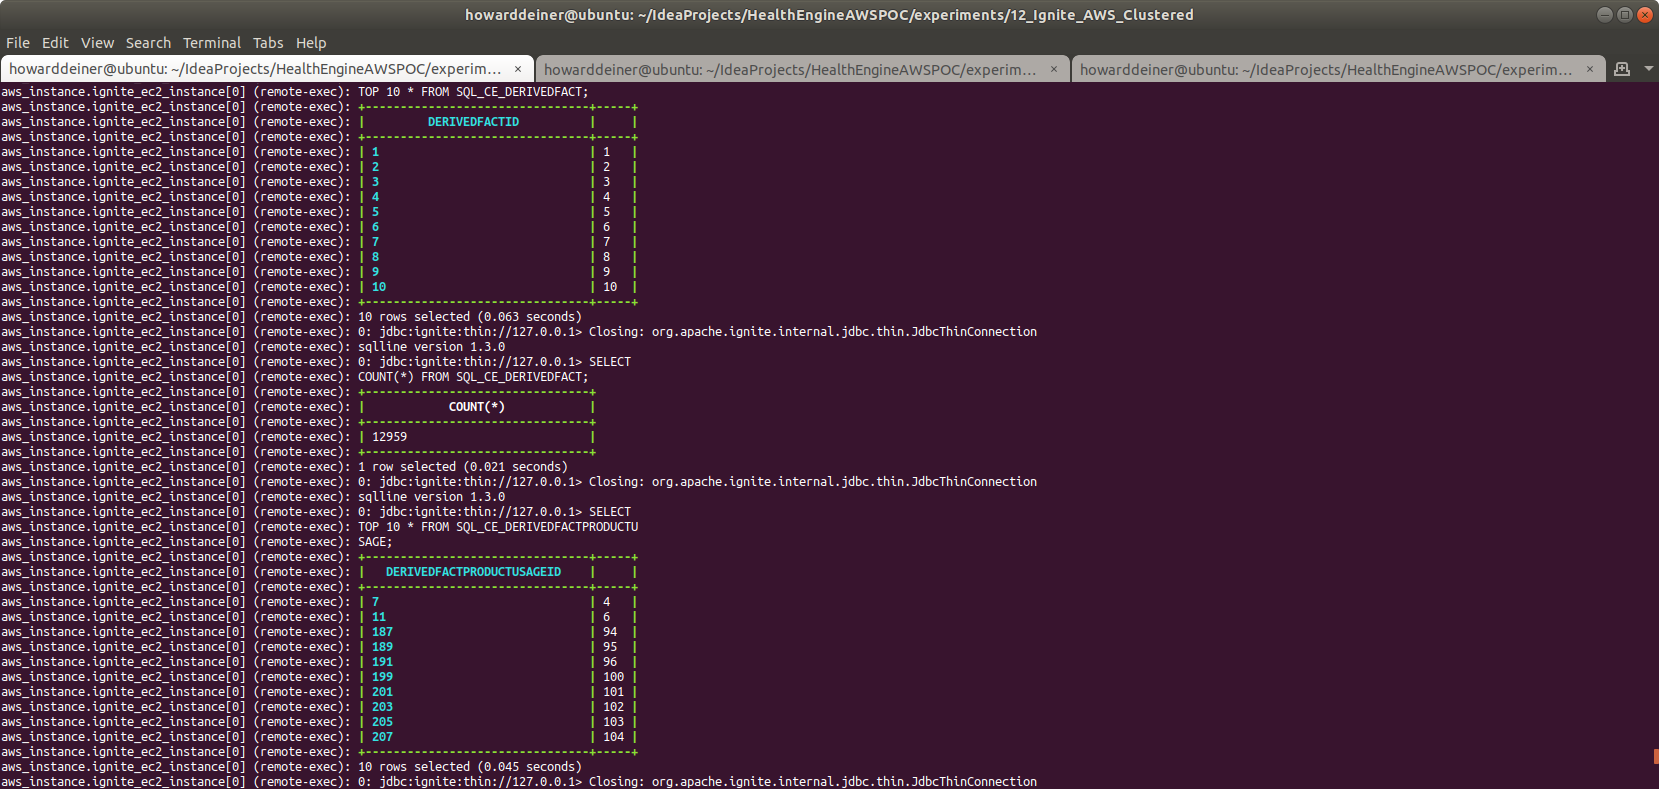 howarddeiner@ubuntu: ~/IdeaProjects/HealthEngineAWSPOC/experiments/12_Ignite_AWS_Clustered
File Edit View Search Terminal Tabs Help
howarddeiner@ubuntu: ~/IdeaProjects/HealthEngineAWSPOC/experim... × howarddeiner@ubuntu: ~/IdeaProjects/HealthEngineAWSPOC/experim... × howarddeiner@ubuntu: ~/IdeaProjects/HealthEngineAWSPOC/experim... ×
aws_instance.ignite_ec2_instance[0] (remote-exec): TOP 10 * FROM SQL_CE_DERIVEDFACT;
aws_instance.ignite_ec2_instance[0] (remote-exec): +--------------------------------+-----+
aws_instance.ignite_ec2_instance[0] (remote-exec): |         DERIVEDFACTID          |     |
aws_instance.ignite_ec2_instance[0] (remote-exec): +--------------------------------+-----+
aws_instance.ignite_ec2_instance[0] (remote-exec): | 1                              | 1   |
aws_instance.ignite_ec2_instance[0] (remote-exec): | 2                              | 2   |
aws_instance.ignite_ec2_instance[0] (remote-exec): | 3                              | 3   |
aws_instance.ignite_ec2_instance[0] (remote-exec): | 4                              | 4   |
aws_instance.ignite_ec2_instance[0] (remote-exec): | 5                              | 5   |
aws_instance.ignite_ec2_instance[0] (remote-exec): | 6                              | 6   |
aws_instance.ignite_ec2_instance[0] (remote-exec): | 7                              | 7   |
aws_instance.ignite_ec2_instance[0] (remote-exec): | 8                              | 8   |
aws_instance.ignite_ec2_instance[0] (remote-exec): | 9                              | 9   |
aws_instance.ignite_ec2_instance[0] (remote-exec): | 10                             | 10  |
aws_instance.ignite_ec2_instance[0] (remote-exec): +--------------------------------+-----+
aws_instance.ignite_ec2_instance[0] (remote-exec): 10 rows selected (0.063 seconds)
aws_instance.ignite_ec2_instance[0] (remote-exec): 0: jdbc:ignite:thin://127.0.0.1> Closing: org.apache.ignite.internal.jdbc.thin.JdbcThinConnection
aws_instance.ignite_ec2_instance[0] (remote-exec): sqlline version 1.3.0
aws_instance.ignite_ec2_instance[0] (remote-exec): 0: jdbc:ignite:thin://127.0.0.1> SELECT
aws_instance.ignite_ec2_instance[0] (remote-exec): COUNT(*) FROM SQL_CE_DERIVEDFACT;
aws_instance.ignite_ec2_instance[0] (remote-exec): +--------------------------------+
aws_instance.ignite_ec2_instance[0] (remote-exec): |            COUNT(*)            |
aws_instance.ignite_ec2_instance[0] (remote-exec): +--------------------------------+
aws_instance.ignite_ec2_instance[0] (remote-exec): | 12959                          |
aws_instance.ignite_ec2_instance[0] (remote-exec): +--------------------------------+
aws_instance.ignite_ec2_instance[0] (remote-exec): 1 row selected (0.021 seconds)
aws_instance.ignite_ec2_instance[0] (remote-exec): 0: jdbc:ignite:thin://127.0.0.1> Closing: org.apache.ignite.internal.jdbc.thin.JdbcThinConnection
aws_instance.ignite_ec2_instance[0] (remote-exec): sqlline version 1.3.0
aws_instance.ignite_ec2_instance[0] (remote-exec): 0: jdbc:ignite:thin://127.0.0.1> SELECT
aws_instance.ignite_ec2_instance[0] (remote-exec): TOP 10 * FROM SQL_CE_DERIVEDFACTPRODUCTU
aws_instance.ignite_ec2_instance[0] (remote-exec): SAGE;
aws_instance.ignite_ec2_instance[0] (remote-exec): +--------------------------------+-----+
aws_instance.ignite_ec2_instance[0] (remote-exec): |   DERIVEDFACTPRODUCTUSAGEID    |     |
aws_instance.ignite_ec2_instance[0] (remote-exec): +--------------------------------+-----+
aws_instance.ignite_ec2_instance[0] (remote-exec): | 7                              | 4   |
aws_instance.ignite_ec2_instance[0] (remote-exec): | 11                             | 6   |
aws_instance.ignite_ec2_instance[0] (remote-exec): | 187                            | 94  |
aws_instance.ignite_ec2_instance[0] (remote-exec): | 189                            | 95  |
aws_instance.ignite_ec2_instance[0] (remote-exec): | 191                            | 96  |
aws_instance.ignite_ec2_instance[0] (remote-exec): | 199                            | 100 |
aws_instance.ignite_ec2_instance[0] (remote-exec): | 201                            | 101 |
aws_instance.ignite_ec2_instance[0] (remote-exec): | 203                            | 102 |
aws_instance.ignite_ec2_instance[0] (remote-exec): | 205                            | 103 |
aws_instance.ignite_ec2_instance[0] (remote-exec): | 207                            | 104 |
aws_instance.ignite_ec2_instance[0] (remote-exec): +--------------------------------+-----+
aws_instance.ignite_ec2_instance[0] (remote-exec): 10 rows selected (0.045 seconds)
aws_instance.ignite_ec2_instance[0] (remote-exec): 0: jdbc:ignite:thin://127.0.0.1> Closing: org.apache.ignite.internal.jdbc.thin.JdbcThinConnection